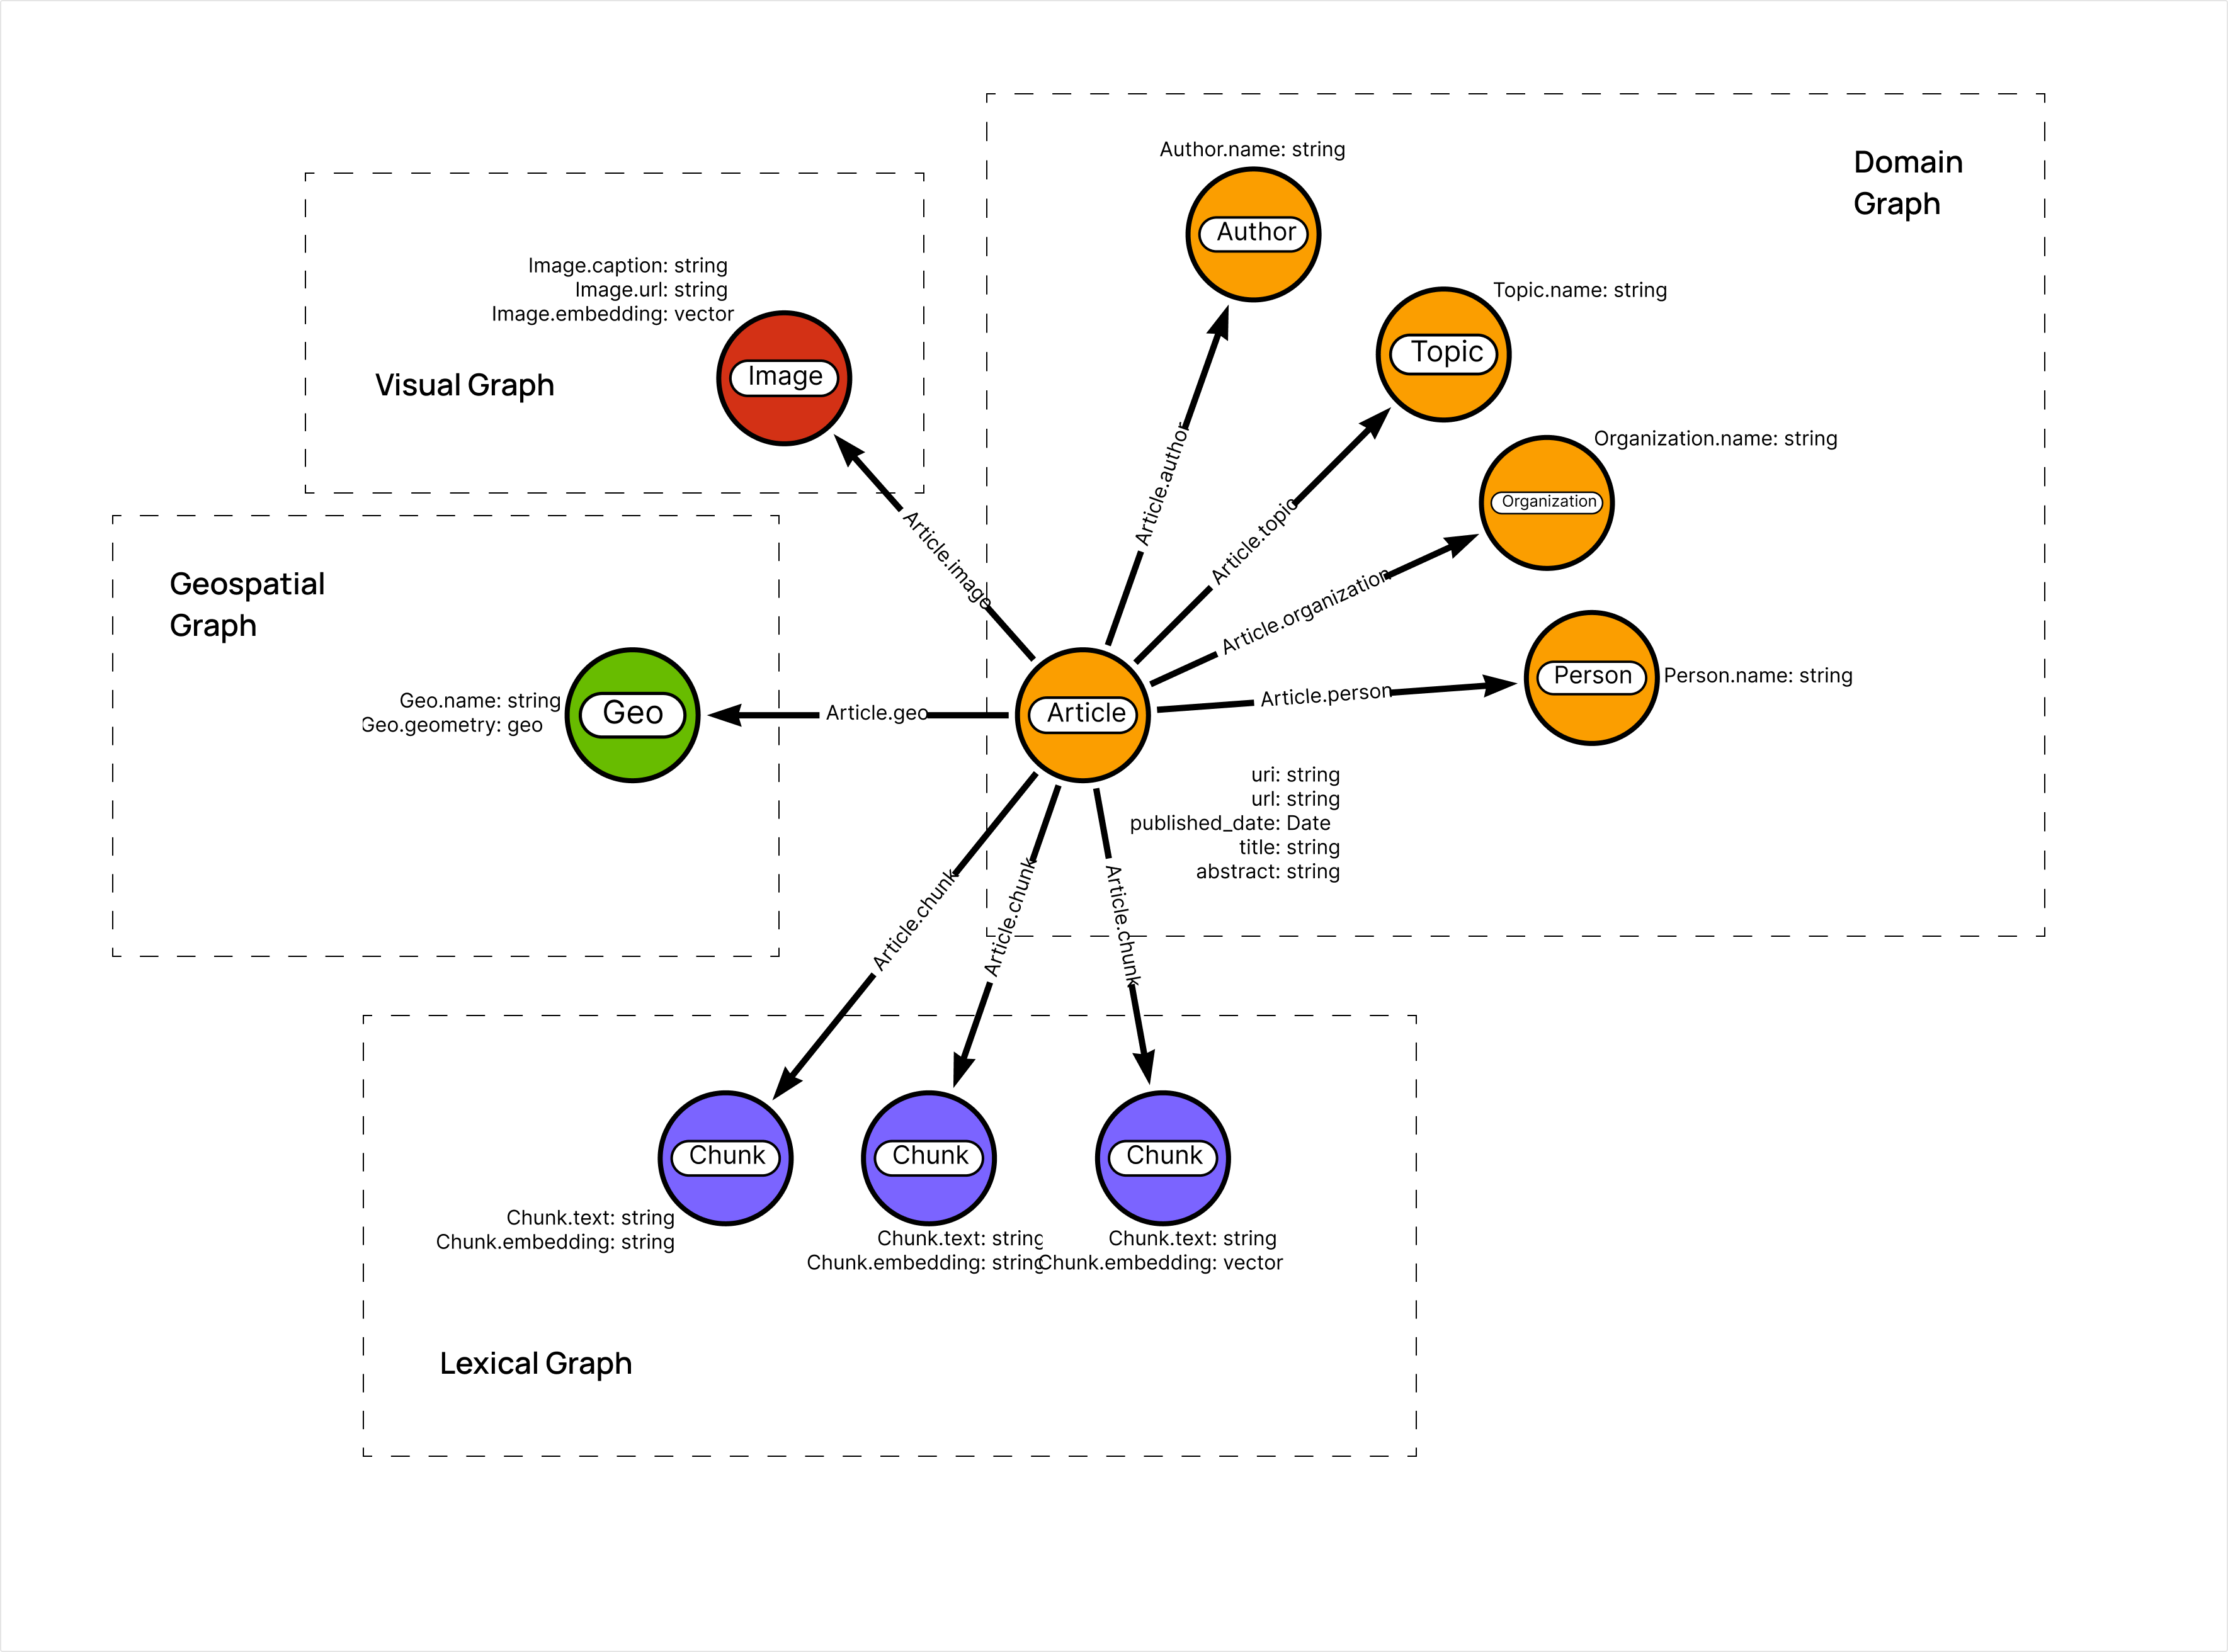 Domain
Graph
Author.name: string
Author
Topic.name: string
Topic
Organization.name: string
Organization
Person
Person.name: string
Image.caption: string
Image.url: string
Image.embedding: vector
Image
Visual Graph
Geospatial
Graph
Geo.name: string
Geo.geometry: geo
Geo
Article.image
Article.author
Article.topic
Article.organization
Article.person
Article.geo
Article
uri: string
url: string
published_date: Date
title: string
abstract: string
Article.chunk
Article.chunk
Article.chunk
Chunk
Chunk
Chunk
Chunk.text: string
Chunk.embedding: string
Chunk.text: string
Chunk.embedding: string
Chunk.text: string
Chunk.embedding: vector
Lexical Graph